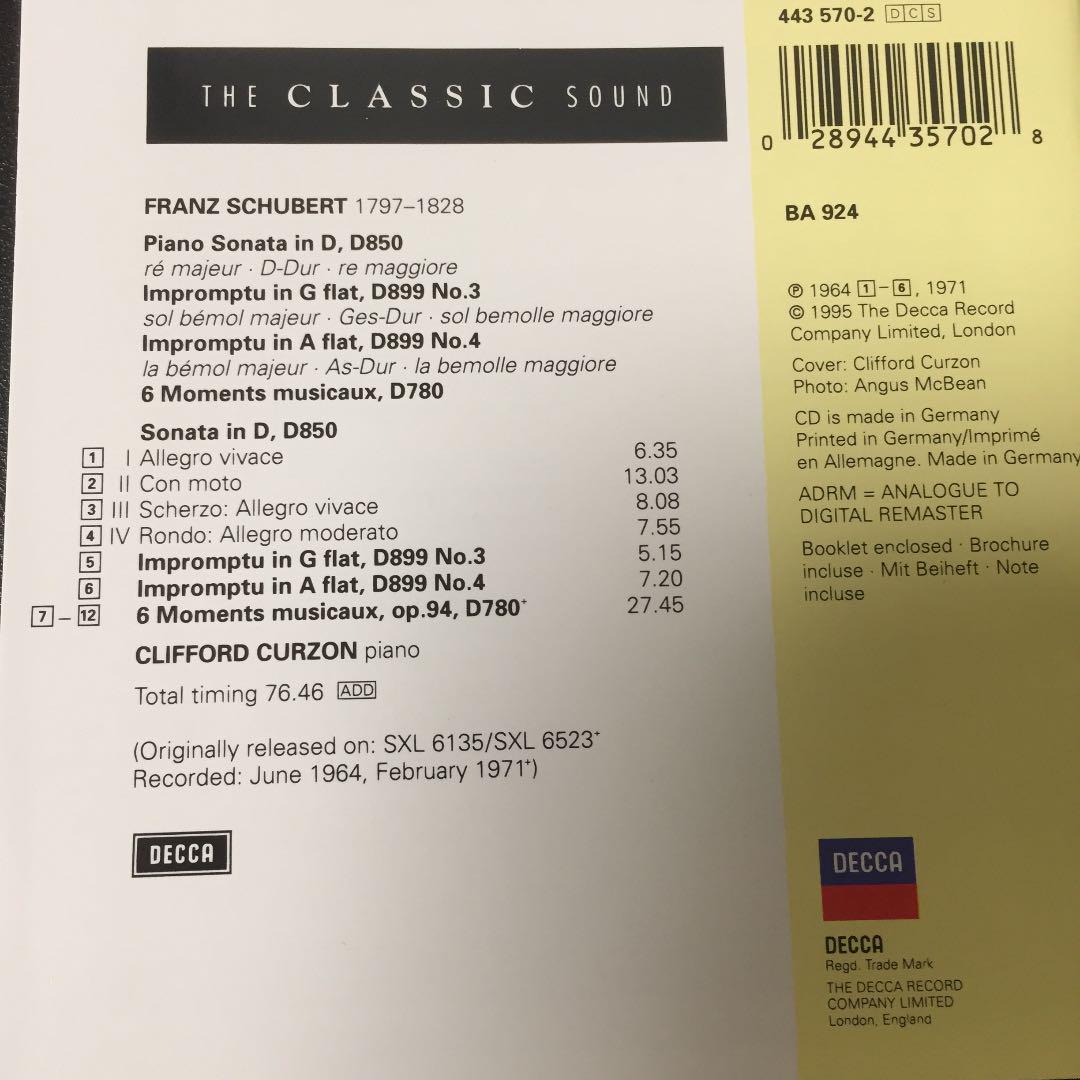 THE CLASSIC SOUND
FRANZ SCHUBERT 1797–1828
Piano Sonata in D, D850
ré majeur · D-Dur · re maggiore
Impromptu in G flat, D899 No.3
sol bémol majeur · Ges-Dur · sol bemolle maggiore
Impromptu in A flat, D899 No.4
la bémol majeur · As-Dur · la bemolle maggiore
6 Moments musicaux, D780
Sonata in D, D850
1 I Allegro vivace 6.35
2 II Con moto 13.03
3 III Scherzo: Allegro vivace 8.08
4 IV Rondo: Allegro moderato 7.55
5 Impromptu in G flat, D899 No.3 5.15
6 Impromptu in A flat, D899 No.4 7.20
7 – 12 6 Moments musicaux, op.94, D780+ 27.45
CLIFFORD CURZON piano
Total timing 76.46 ADD
(Originally released on: SXL 6135/SXL 6523+
Recorded: June 1964, February 1971+)
DECCA
443 570-2 DCS
0 28944 35702 8
BA 924
℗ 1964 1–6, 1971
© 1995 The Decca Record
Company Limited, London
Cover: Clifford Curzon
Photo: Angus McBean
CD is made in Germany
Printed in Germany/Imprimé
en Allemagne. Made in Germany
ADRM = ANALOGUE TO
DIGITAL REMASTER
Booklet enclosed · Brochure
incluse · Mit Beiheft · Note
incluse
DECCA
DECCA
Regd. Trade Mark
THE DECCA RECORD
COMPANY LIMITED
London, England